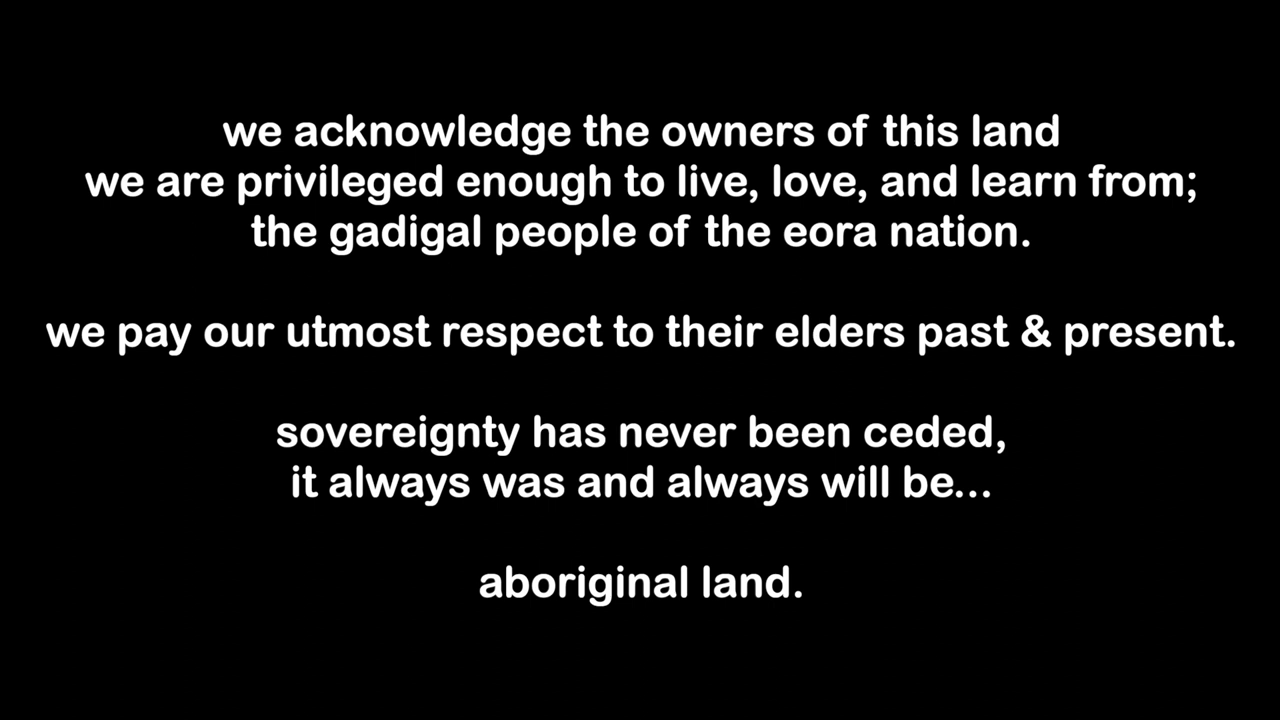 we acknowledge the owners of this land
we are privileged enough to live, love, and learn from;
the gadigal people of the eora nation.
we pay our utmost respect to their elders past & present.
sovereignty has never been ceded,
it always was and always will be...
aboriginal land.